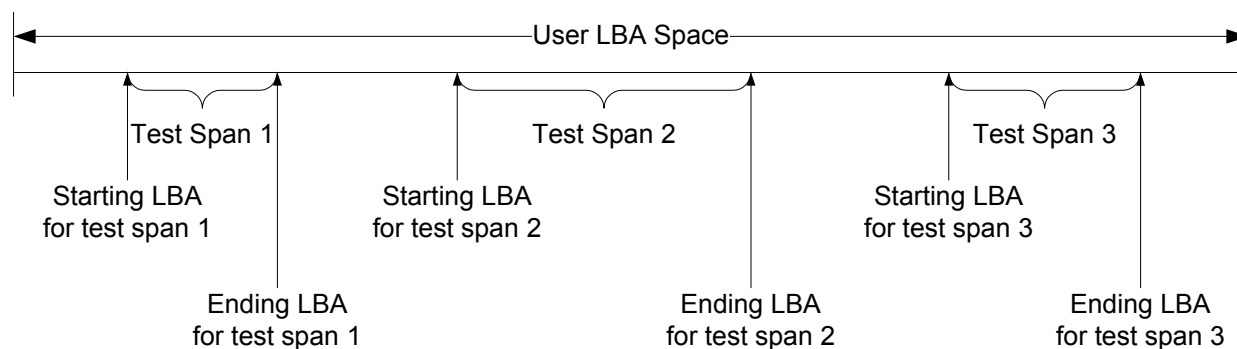 User LBA Space
Test Span 1
Test Span 2
Test Span 3
Starting LBA
for test span 1
Starting LBA
for test span 2
Starting LBA
for test span 3
Ending LBA
for test span 1
Ending LBA
for test span 2
Ending LBA
for test span 3